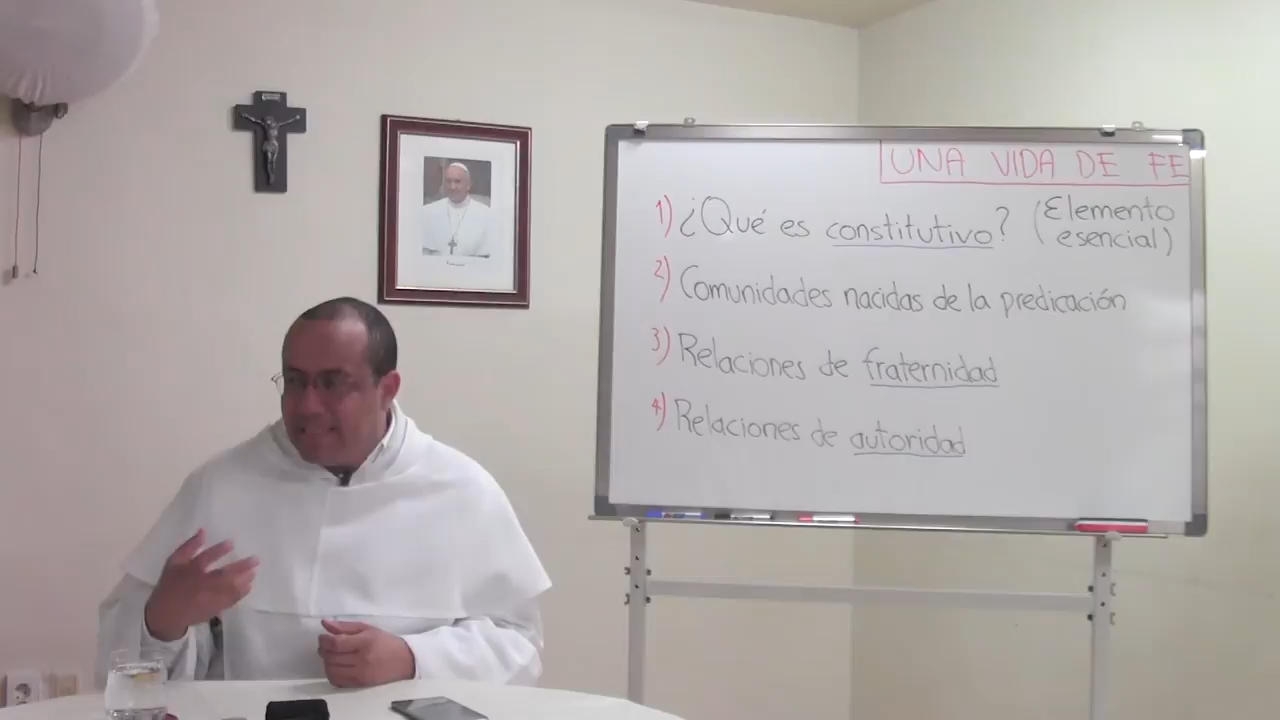 UNA VIDA DE FE
1) ¿Qué es constitutivo? (Elemento
esencial)
2) Comunidades nacidas de la predicación
3) Relaciones de fraternidad
4) Relaciones de autoridad